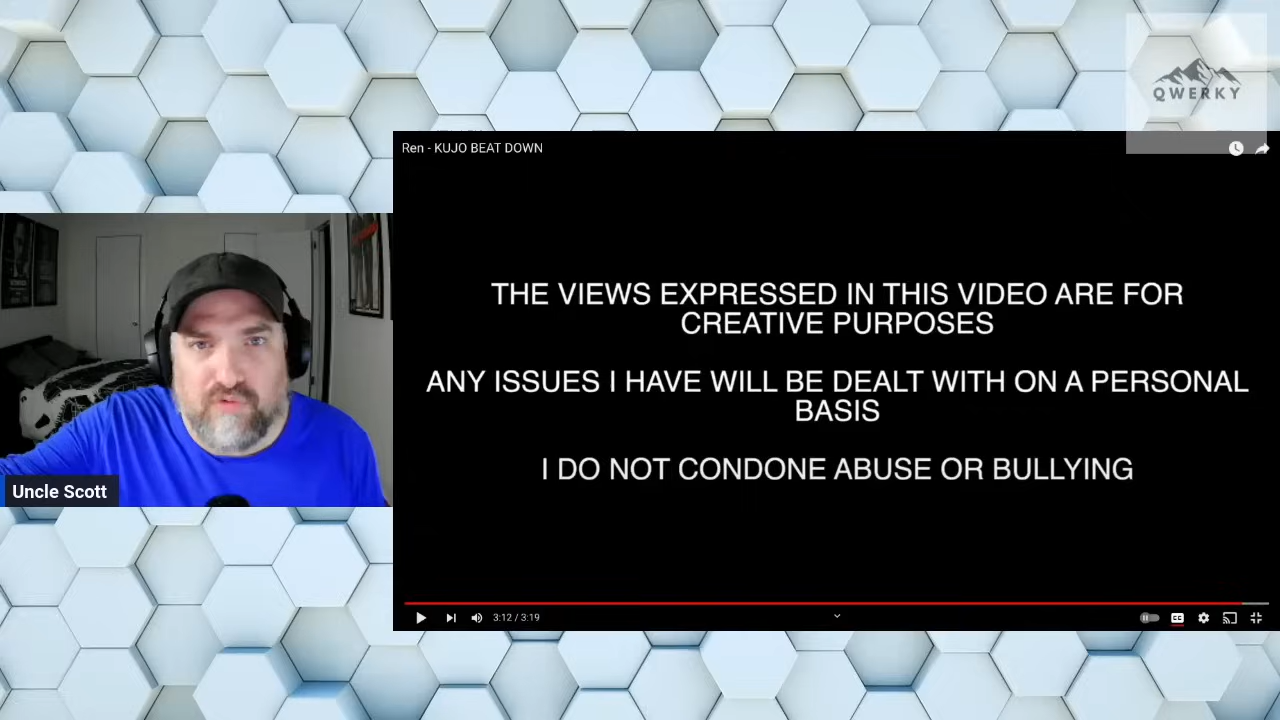 QWERKY
Ren - KUJO BEAT DOWN
THE VIEWS EXPRESSED IN THIS VIDEO ARE FOR
CREATIVE PURPOSES
ANY ISSUES I HAVE WILL BE DEALT WITH ON A PERSONAL
BASIS
I DO NOT CONDONE ABUSE OR BULLYING
Uncle Scott
3:12 / 3:19